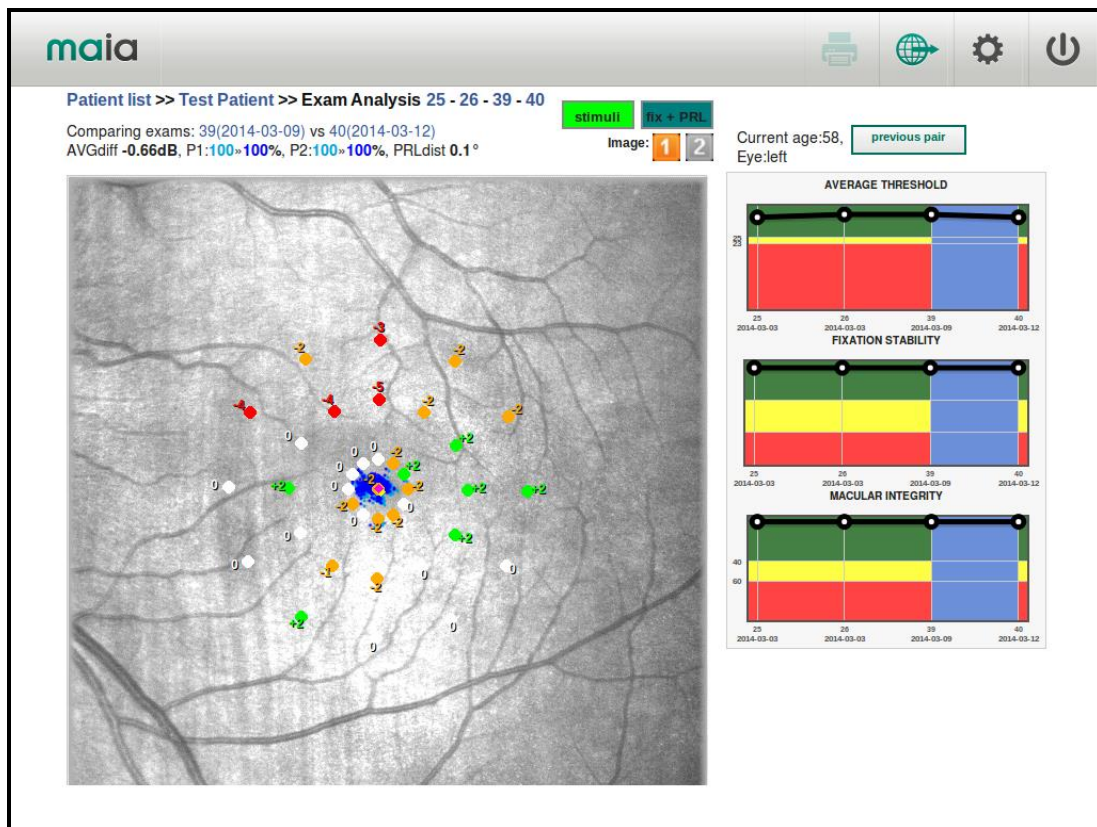 maia
Patient list >> Test Patient >> Exam Analysis 25 - 26 - 39 - 40
stimuli
fix + PRL
Comparing exams: 39(2014-03-09) vs 40(2014-03-12)
AVGdiff -0.66dB, P1:100»100%, P2:100»100%, PRLdist 0.1°
Image: 1 2
Current age:58,
Eye:left
previous pair
-3
-2 -2
-4 -4 -5 -2 -2
0 0 0 +2
0 -2 +2
0 +2 0 -2 -2 +2 +2
-2 0
0 -2 -2
0 +2
0 -1 -2 0 0
+2 0
0
AVERAGE THRESHOLD
25
23
25 26 39 40
2014-03-03 2014-03-03 2014-03-09 2014-03-12
FIXATION STABILITY
25 26 39 40
2014-03-03 2014-03-03 2014-03-09 2014-03-12
MACULAR INTEGRITY
40
60
25 26 39 40
2014-03-03 2014-03-03 2014-03-09 2014-03-12